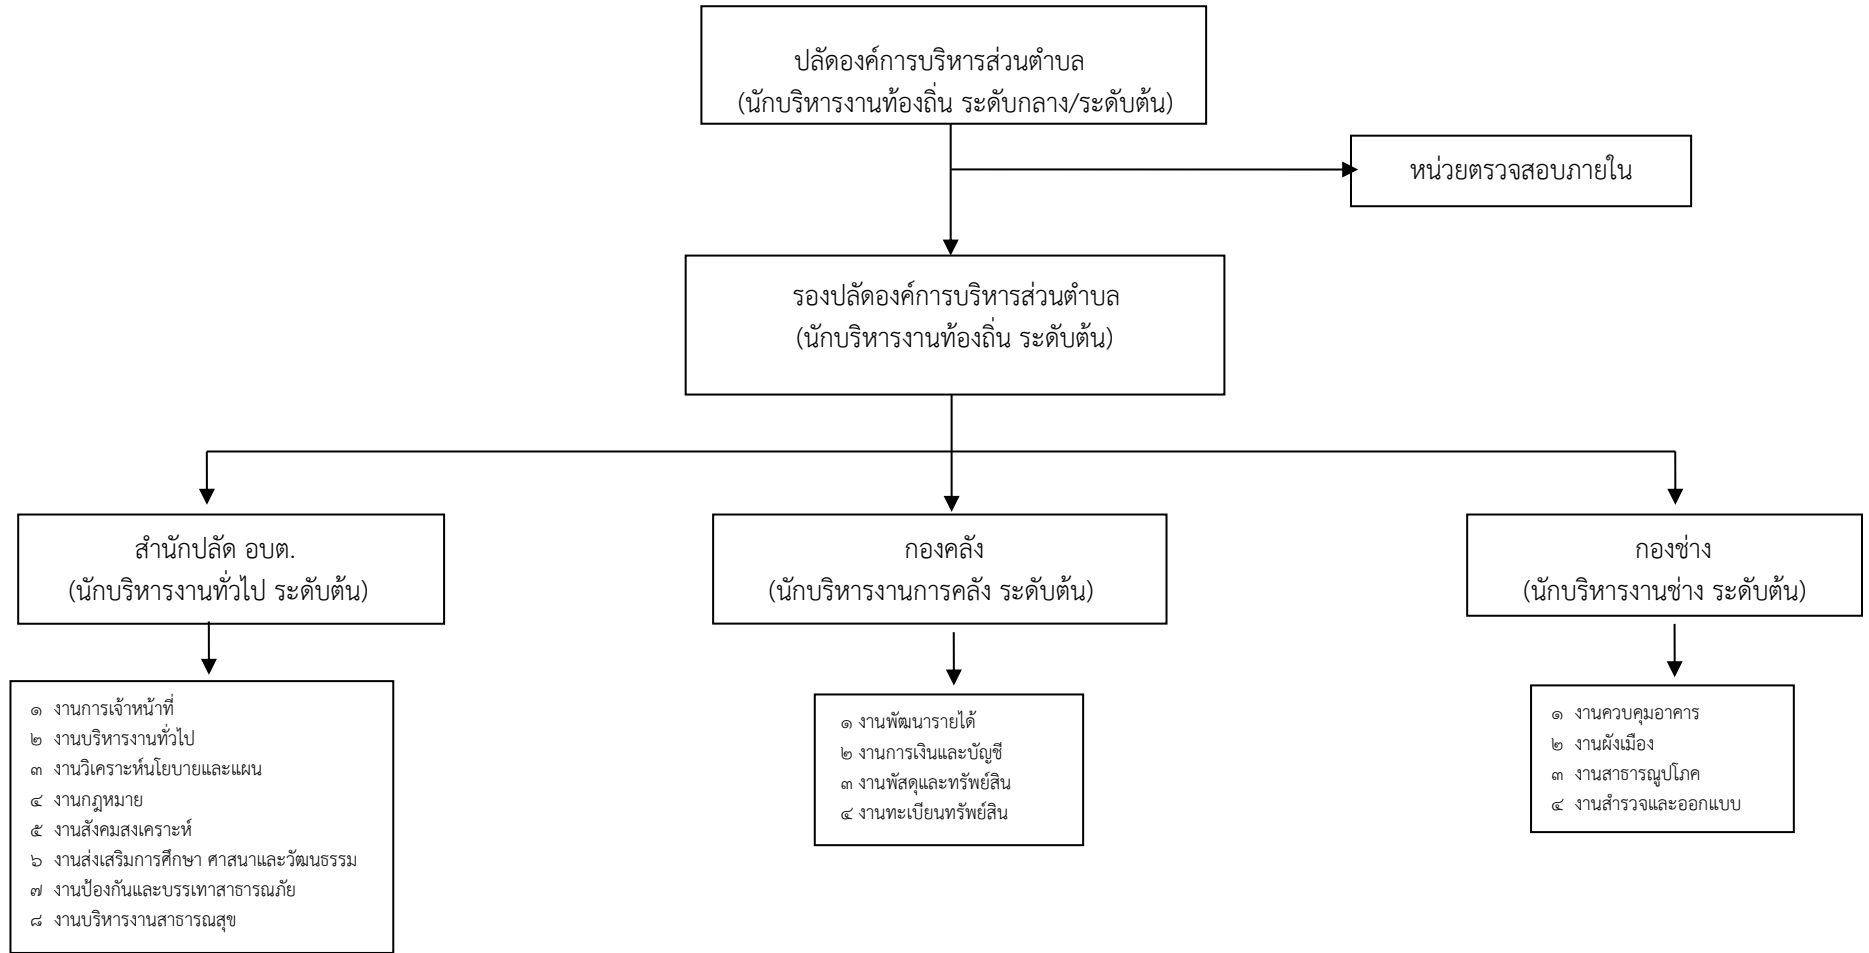 ปลัดองค์การบริหารส่วนตำบล
(นักบริหารงานท้องถิ่น ระดับกลาง/ระดับต้น)
หน่วยตรวจสอบภายใน
รองปลัดองค์การบริหารส่วนตำบล
(นักบริหารงานท้องถิ่น ระดับต้น)
สำนักปลัด อบต.
(นักบริหารงานทั่วไป ระดับต้น)
กองคลัง
(นักบริหารงานการคลัง ระดับต้น)
กองช่าง
(นักบริหารงานช่าง ระดับต้น)
๑ งานการเจ้าหน้าที่
๒ งานบริหารงานทั่วไป
๓ งานวิเคราะห์นโยบายและแผน
๔ งานกฎหมาย
๕ งานสังคมสงเคราะห์
๖ งานส่งเสริมการศึกษา ศาสนาและวัฒนธรรม
๗ งานป้องกันและบรรเทาสาธารณภัย
๘ งานบริหารงานสาธารณสุข
๑ งานพัฒนารายได้
๒ งานการเงินและบัญชี
๓ งานพัสดุและทรัพย์สิน
๔ งานทะเบียนทรัพย์สิน
๑ งานควบคุมอาคาร
๒ งานผังเมือง
๓ งานสาธารณูปโภค
๔ งานสำรวจและออกแบบ